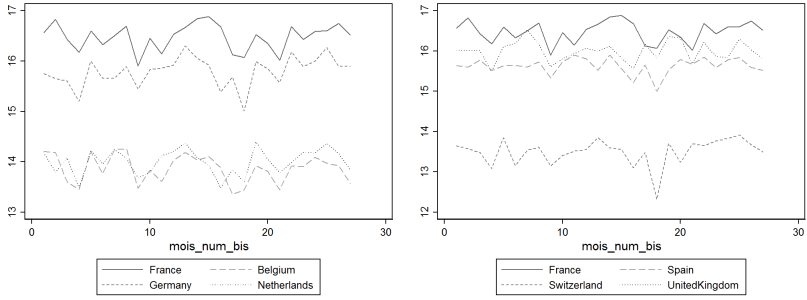 17
16
15
14
13
0 10 20 30
mois_num_bis
France Belgium
Germany Netherlands
17
16
15
14
13
12
0 10 20 30
mois_num_bis
France Spain
Switzerland UnitedKingdom